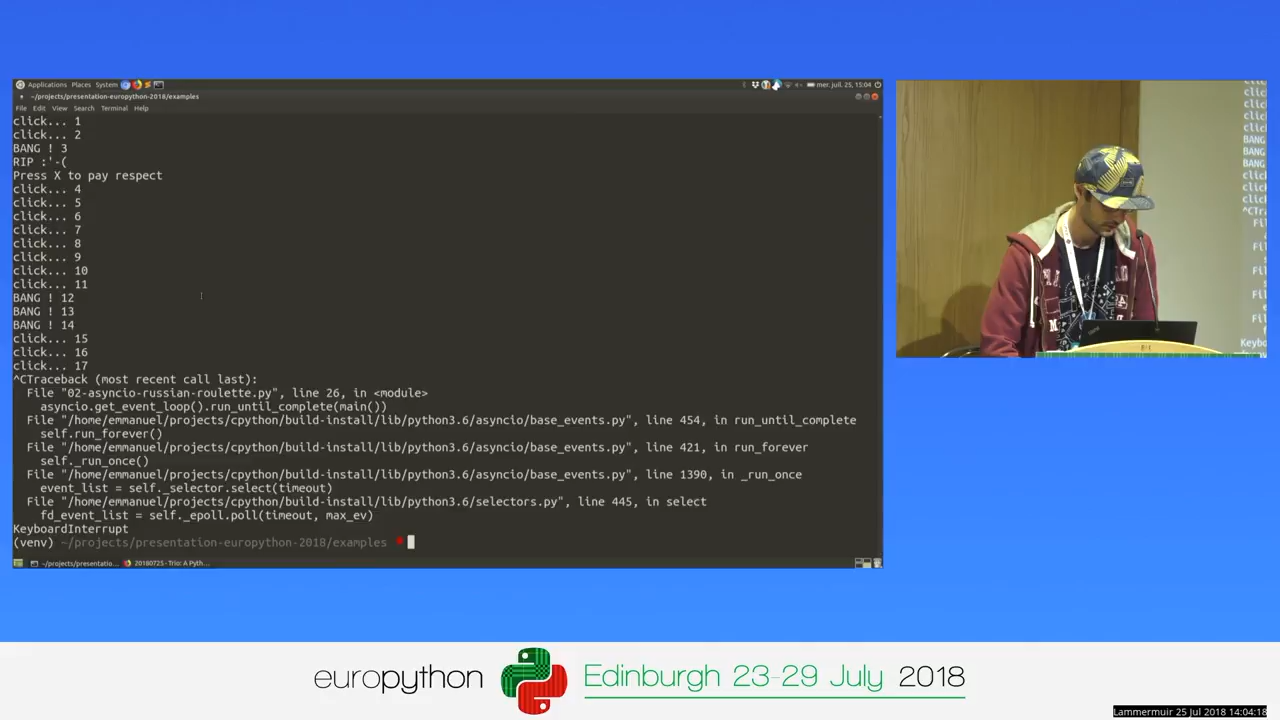 Applications Places System
mer. juil. 25, 15:04
~/projects/presentation-europython-2018/examples
File Edit View Search Terminal Help
click... 1
click... 2
BANG ! 3
RIP :'-(
Press X to pay respect
click... 4
click... 5
click... 6
click... 7
click... 8
click... 9
click... 10
click... 11
BANG ! 12
BANG ! 13
BANG ! 14
click... 15
click... 16
click... 17
^CTraceback (most recent call last):
File "02-asyncio-russian-roulette.py", line 26, in <module>
asyncio.get_event_loop().run_until_complete(main())
File "/home/emmanuel/projects/cpython/build-install/lib/python3.6/asyncio/base_events.py", line 454, in run_until_complete
self.run_forever()
File "/home/emmanuel/projects/cpython/build-install/lib/python3.6/asyncio/base_events.py", line 421, in run_forever
self._run_once()
File "/home/emmanuel/projects/cpython/build-install/lib/python3.6/asyncio/base_events.py", line 1390, in _run_once
event_list = self._selector.select(timeout)
File "/home/emmanuel/projects/cpython/build-install/lib/python3.6/selectors.py", line 445, in select
fd_event_list = self._epoll.poll(timeout, max_ev)
KeyboardInterrupt
(venv) ~/projects/presentation-europython-2018/examples
~/projects/presentatio... 20180725 - Trio: A Pyth...
europython Edinburgh 23-29 July 2018
Lammermuir 25 Jul 2018 14:04:18